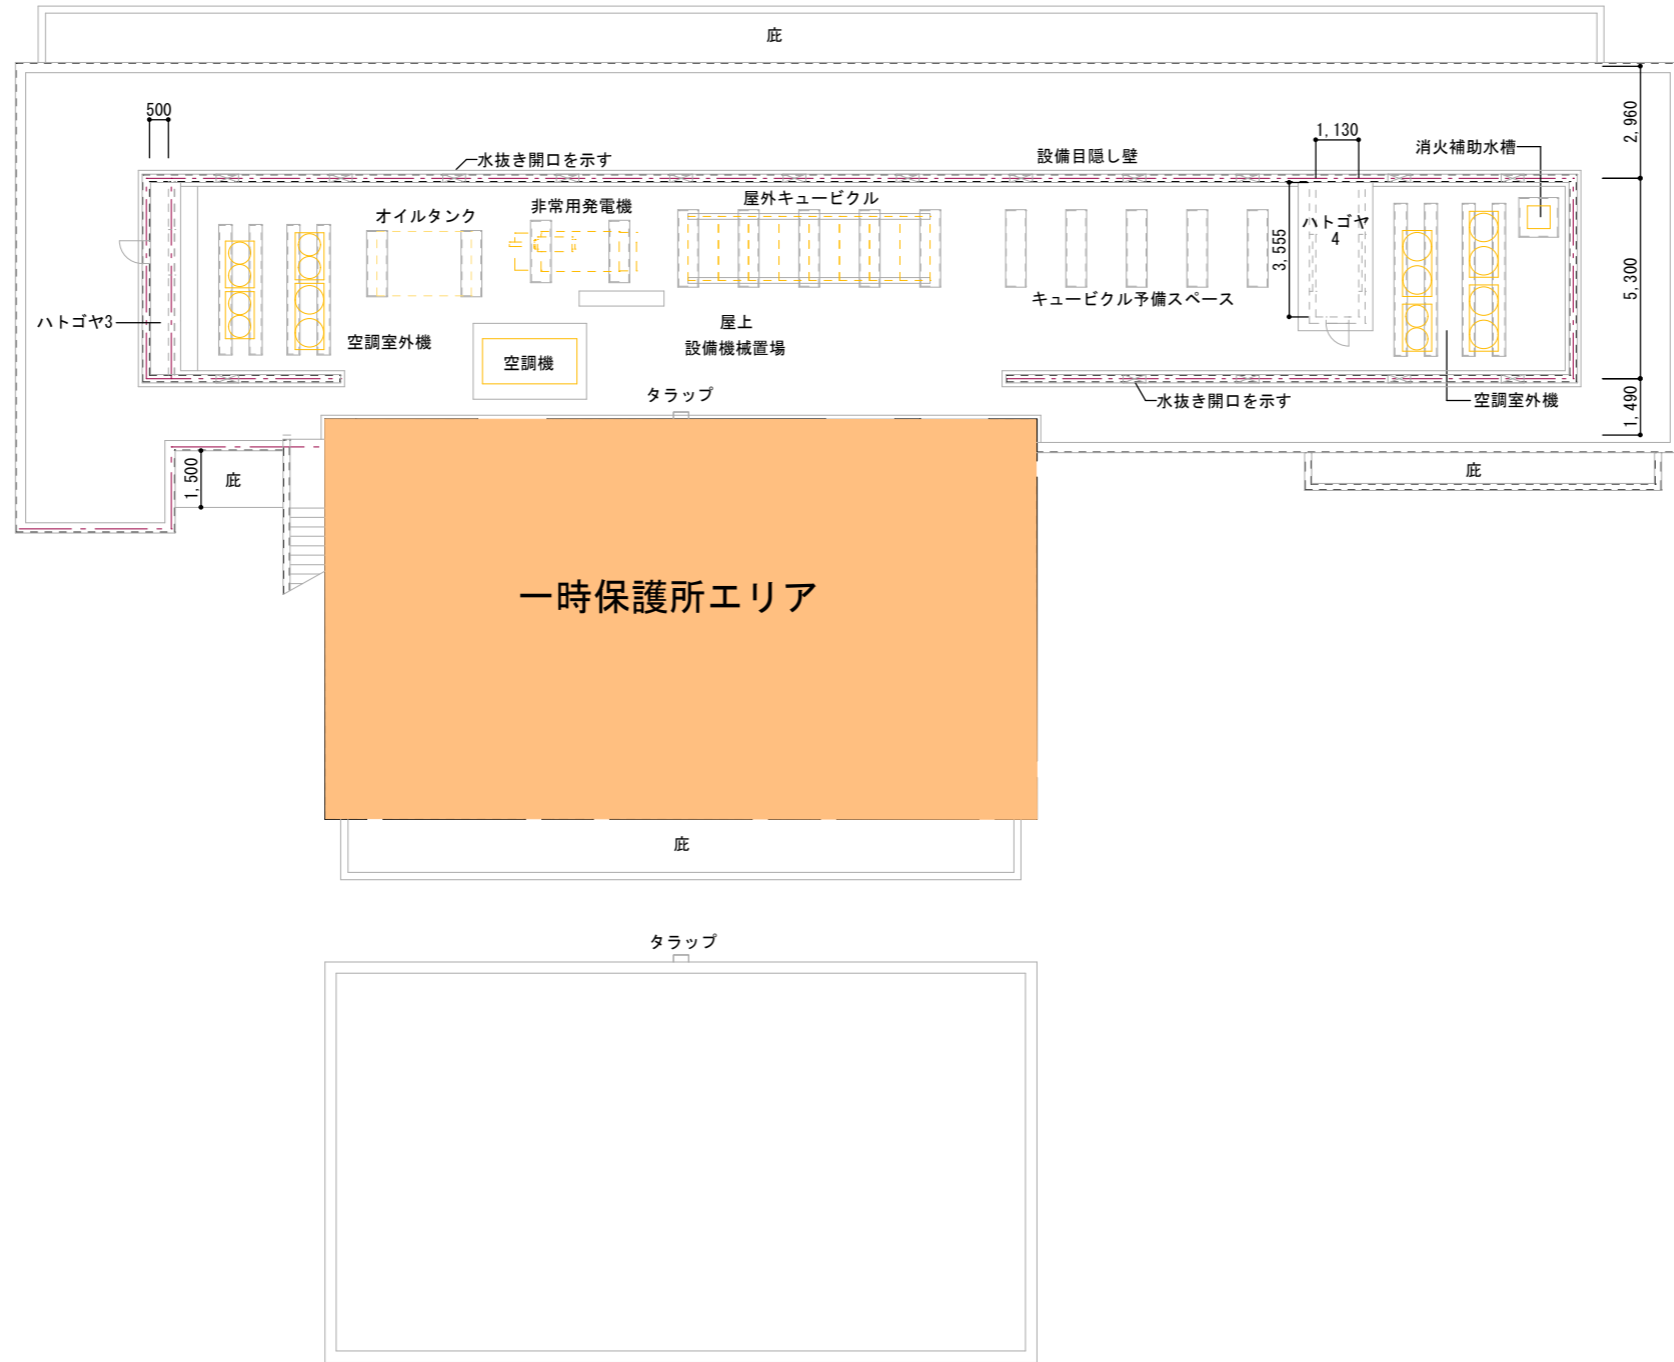 庇
500
2,960
1,130
消火補助水槽
水抜き開口を示す
設備目隠し壁
屋外キュービクル
非常用発電機
オイルタンク
ハトゴヤ
4
3,555
5,300
キュービクル予備スペース
ハトゴヤ3
屋上
設備機械置場
空調室外機
空調機
タラップ
水抜き開口を示す
空調室外機
1,490
1,500
庇
庇
一時保護所エリア
庇
タラップ